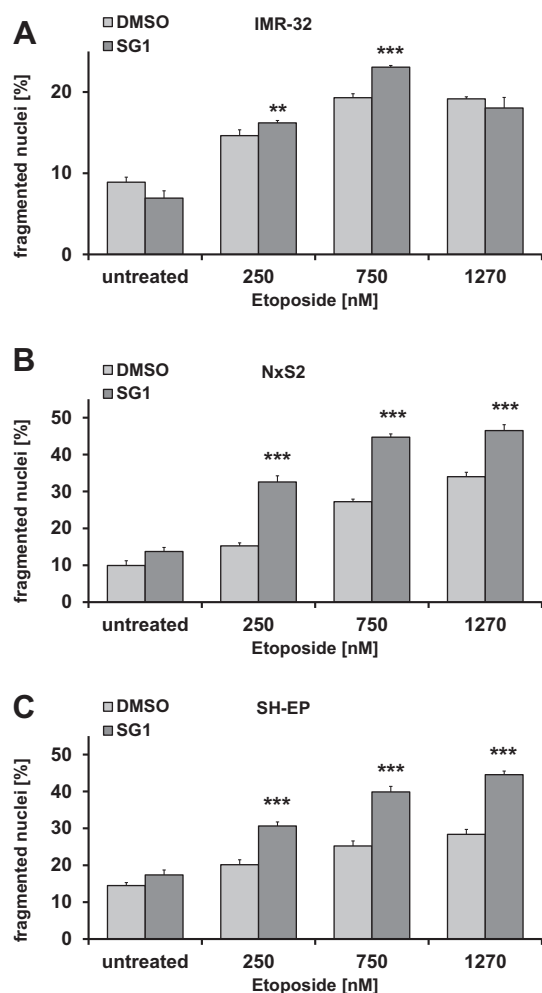 A
DMSO
SG1
IMR-32
fragmented nuclei [%]
20
10
0
**
***
untreated 250 750 1270
Etoposide [nM]
B
DMSO
SG1
NxS2
fragmented nuclei [%]
50
40
30
20
10
0
***
***
***
untreated 250 750 1270
Etoposide [nM]
C
DMSO
SG1
SH-EP
fragmented nuclei [%]
50
40
30
20
10
0
***
***
***
untreated 250 750 1270
Etoposide [nM]